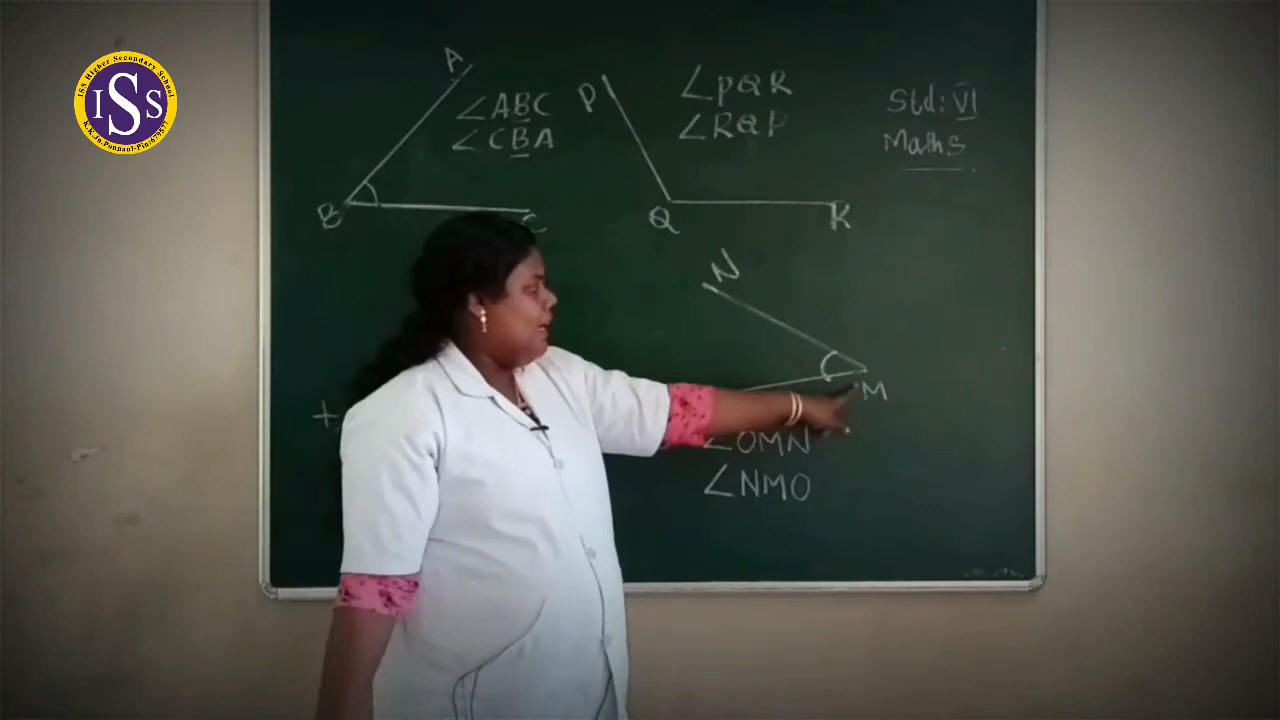 ISS Higher Secondary School
ISS
A
∠ABC
∠CBA
B
C
P
∠PQR
∠RQP
Q
R
Std: VI
Maths
N
M
∠OMN
∠NMO